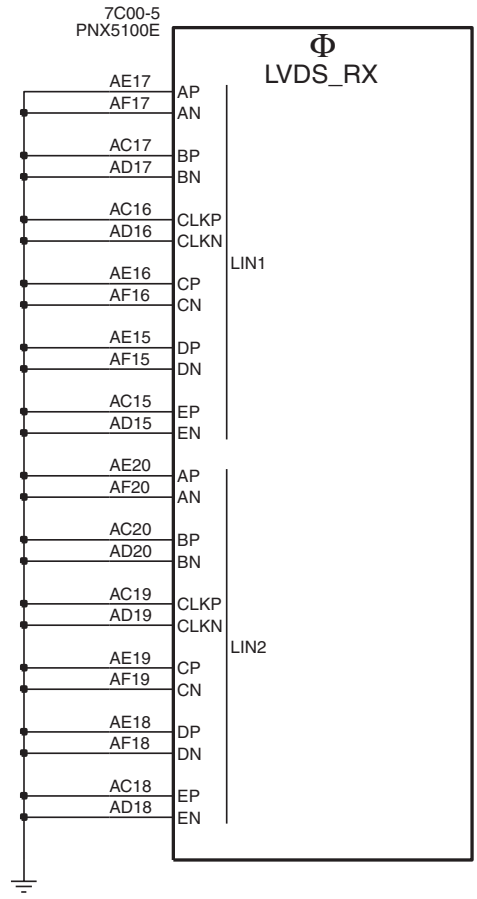 7C00-5
PNX5100E
Φ
LVDS_RX
AE17 AP
AF17 AN
AC17 BP
AD17 BN
AC16 CLKP
AD16 CLKN
LIN1
AE16 CP
AF16 CN
AE15 DP
AF15 DN
AC15 EP
AD15 EN
AE20 AP
AF20 AN
AC20 BP
AD20 BN
AC19 CLKP
AD19 CLKN
LIN2
AE19 CP
AF19 CN
AE18 DP
AF18 DN
AC18 EP
AD18 EN